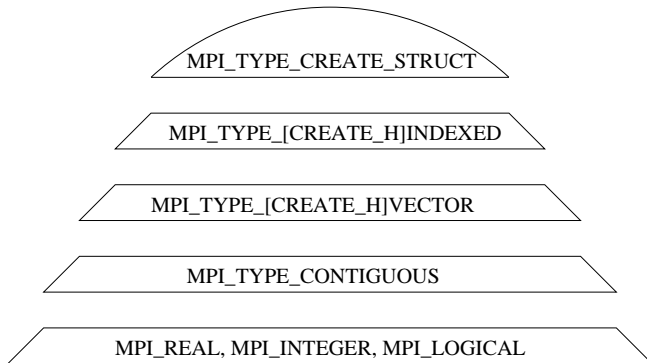 MPI_TYPE_CREATE_STRUCT
MPI_TYPE_[CREATE_H]INDEXED
MPI_TYPE_[CREATE_H]VECTOR
MPI_TYPE_CONTIGUOUS
MPI_REAL, MPI_INTEGER, MPI_LOGICAL